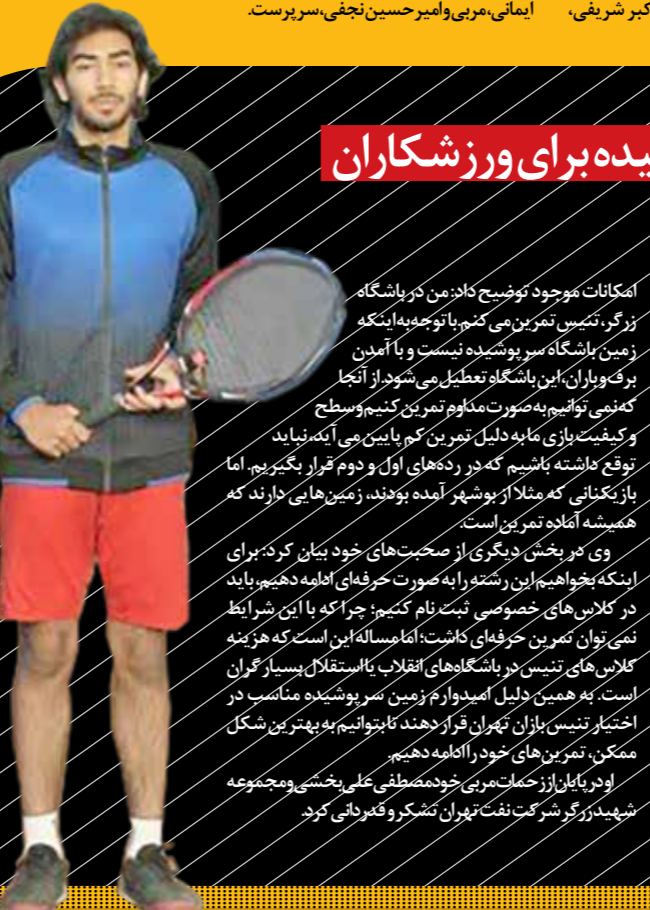 کبر شریفی، ایمانی، مربی و امیرحسین نجفی، سرپرست.
یده برای ورزشکاران
امکانات موجود توضیح داد: من در باشگاه
زرگر، تنیس تمرین می‌کنم. با توجه به اینکه
زمین باشگاه سرپوشیده نیست و با آمدن
برف و باران، این باشگاه تعطیل می‌شود. از آنجا
که نمی‌توانیم به صورت مداوم تمرین کنیم و سطح
و کیفیت بازی ما به دلیل تمرین کم پایین می‌آید، نباید
توقع داشته باشیم که در رده‌های اول و دوم قرار بگیریم. اما
بازیکنانی که مثلا از بوشهر آمده بودند، زمین‌هایی دارند که
همیشه آماده تمرین است.
وی در بخش دیگری از صحبت‌های خود بیان کرد: برای
اینکه بخواهیم این رشته را به صورت حرفه‌ای ادامه دهیم، باید
در کلاس‌های خصوصی ثبت نام کنیم؛ چرا که با این شرایط
نمی‌توان تمرین حرفه‌ای داشت؛ اما مساله این است که هزینه
کلاس‌های تنیس در باشگاه‌های انقلاب یا استقلال بسیار گران
است. به همین دلیل امیدوارم زمین سرپوشیده مناسب در
اختیار تنیس‌بازان تهران قرار دهند تا بتوانیم به بهترین شکل
ممکن، تمرین‌های خود را ادامه دهیم.
او در پایان از زحمات مربی خود مصطفی علی‌بخشی و مجموعه
شهید زرگر شرکت نفت تهران تشکر و قدردانی کرد.